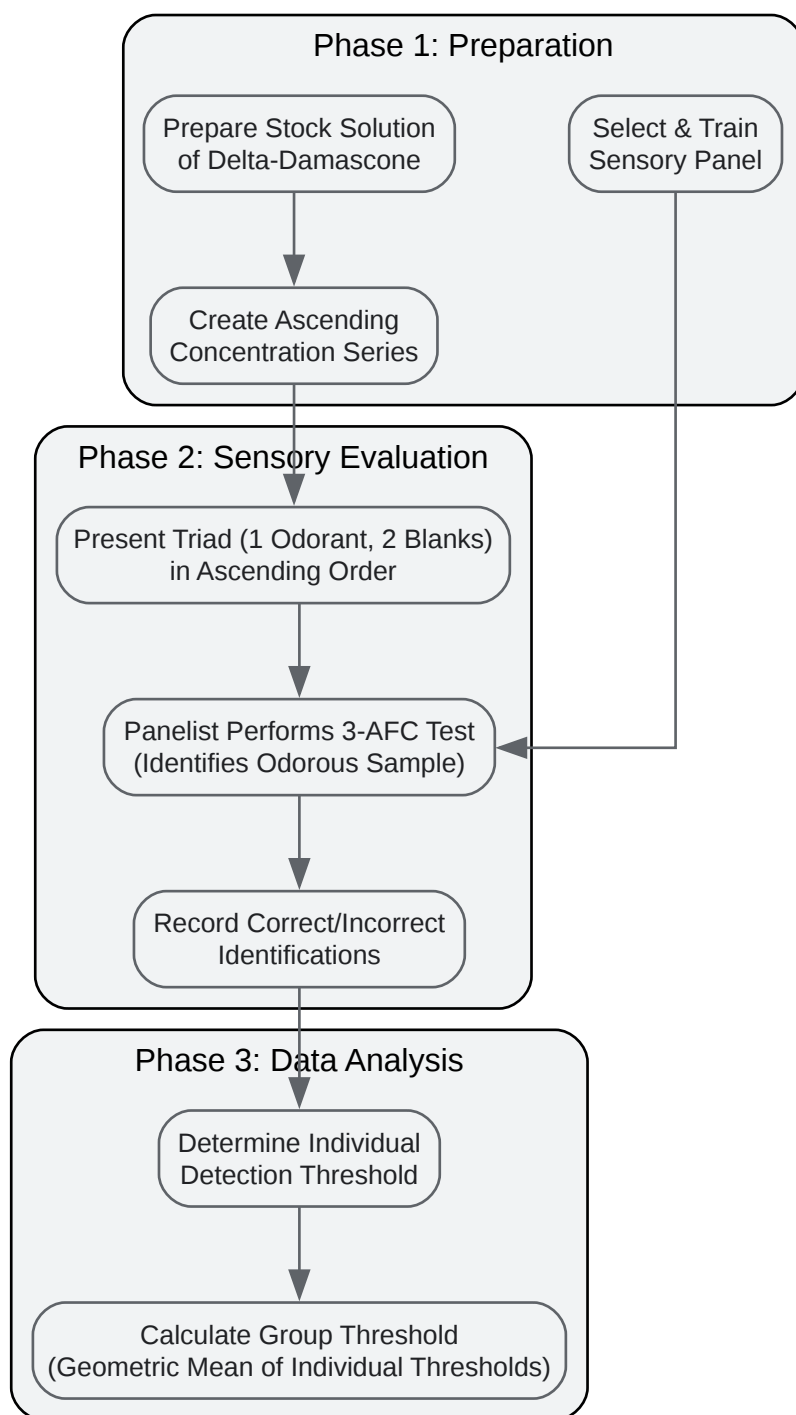 Phase 1: Preparation
Prepare Stock Solution
of Delta-Damascone
Select & Train
Sensory Panel
Create Ascending
Concentration Series
Phase 2: Sensory Evaluation
Present Triad (1 Odorant, 2 Blanks)
in Ascending Order
Panelist Performs 3-AFC Test
(Identifies Odorous Sample)
Record Correct/Incorrect
Identifications
Phase 3: Data Analysis
Determine Individual
Detection Threshold
Calculate Group Threshold
(Geometric Mean of Individual Thresholds)